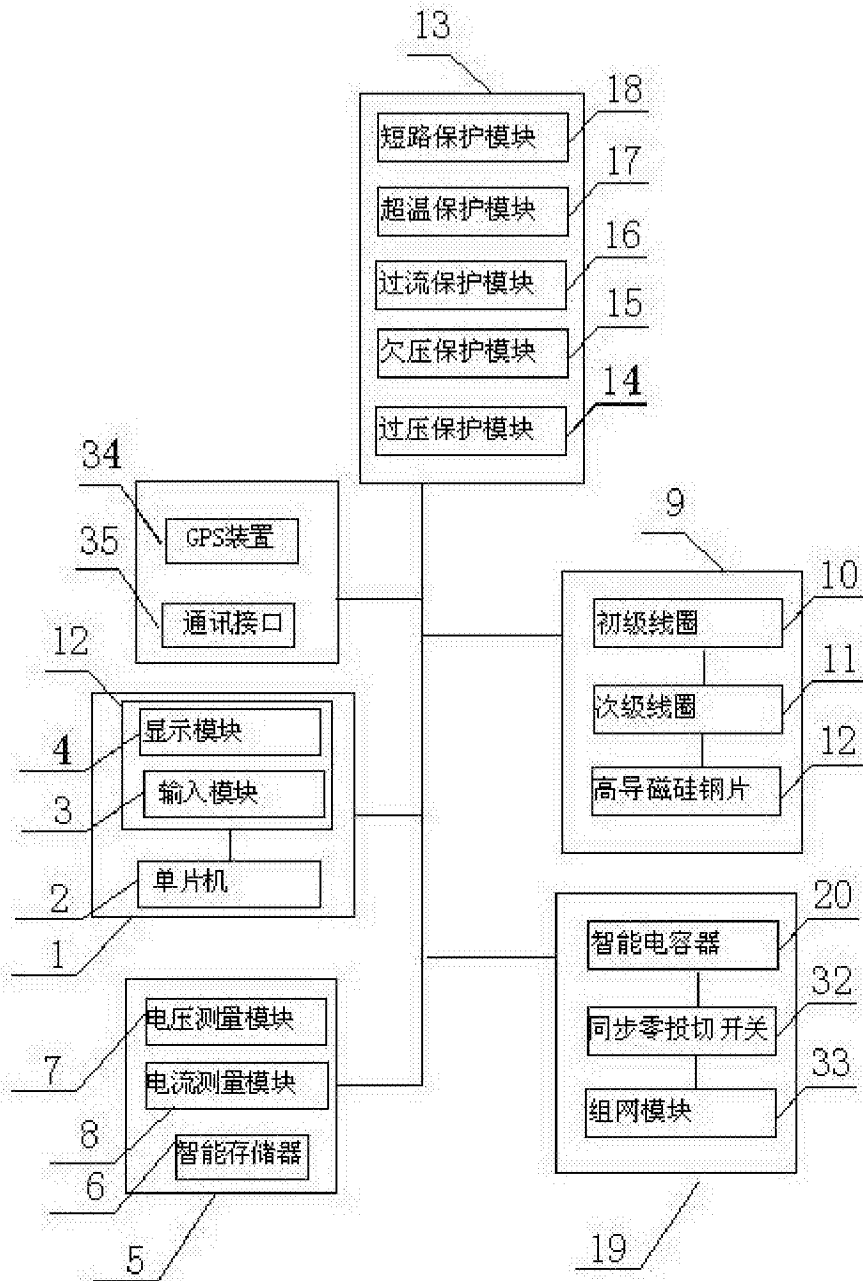 13
短路保护模块
18
超温保护模块
17
过流保护模块
16
欠压保护模块
15
过压保护模块
14
34
GPS装置
35
通讯接口
12
显示模块
4
输入模块
3
单片机
2
1
电压测量模块
7
电流测量模块
8
智能存储器
6
5
9
初级线圈
10
次级线圈
11
高导磁硅钢片
12
智能电容器
20
同步零投切开关
32
组网模块
33
19